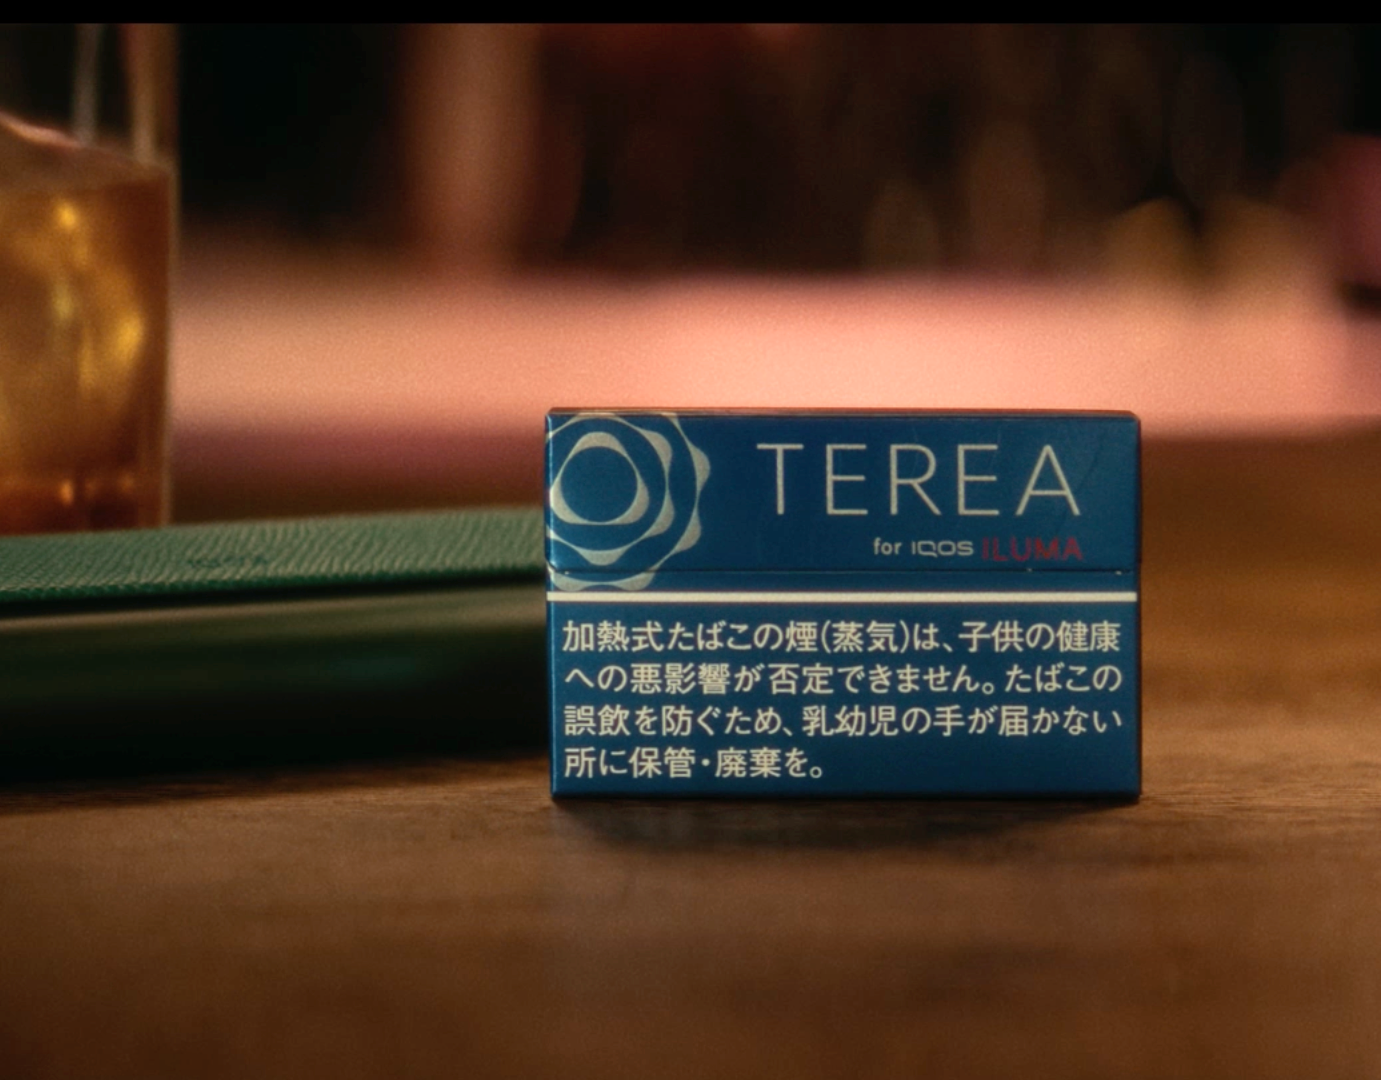 TEREA
for IQOS ILUMA
加熱式たばこの煙(蒸気)は、子供の健康
への悪影響が否定できません。たばこの
誤飲を防ぐため、乳幼児の手が届かない
所に保管・廃棄を。